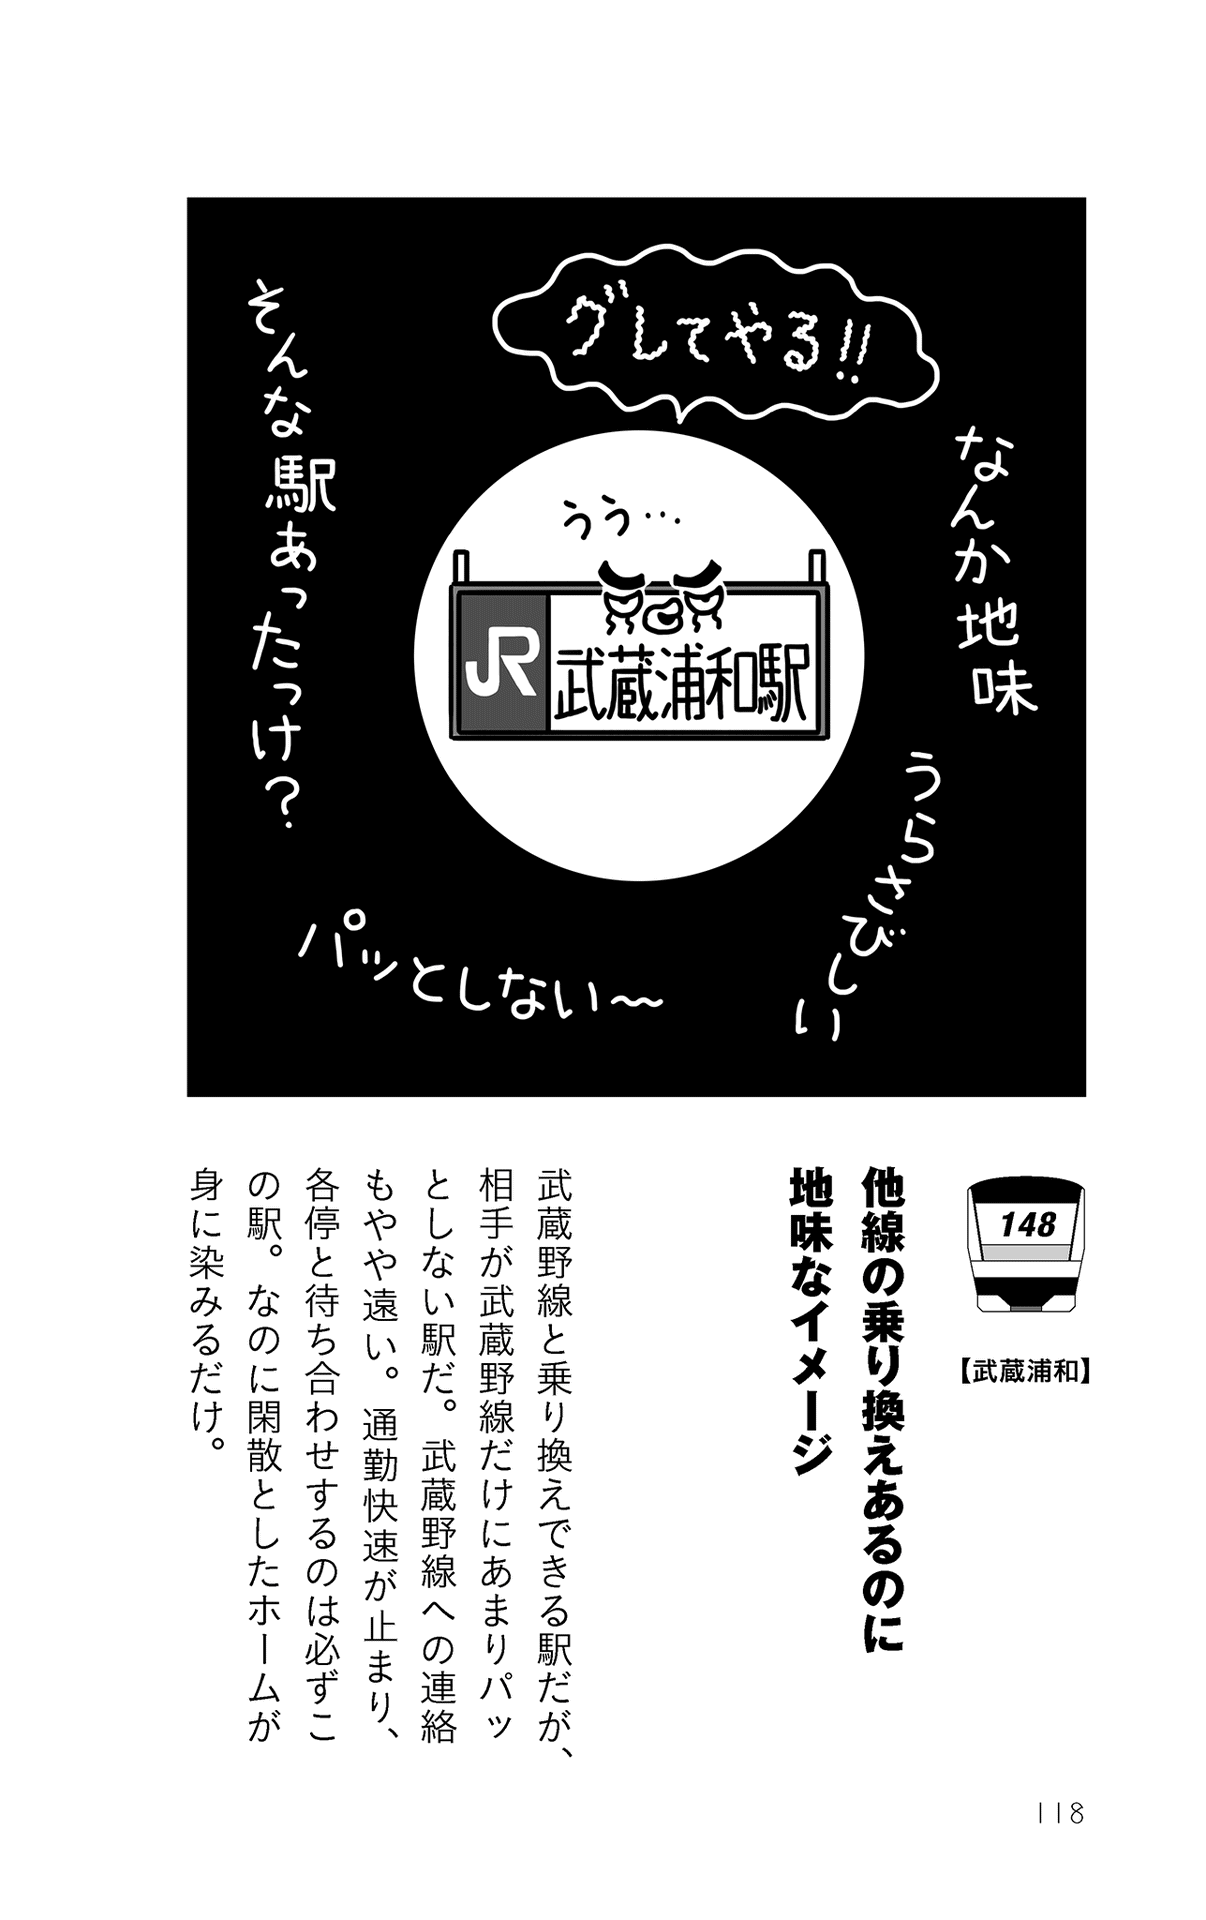 グしてやる!!
なんか地味
うらさびしい
パッとしない〜
そんな駅あったっけ？
うう…
JR 武蔵浦和駅
148
【武蔵浦和】
他線の乗り換えあるのに
地味なイメージ
武蔵野線と乗り換えできる駅だが、
相手が武蔵野線だけにあまりパッ
としない駅だ。武蔵野線への連絡
もやや遠い。通勤快速が止まり、
各停と待ち合わせするのは必ずこ
の駅。なのに閑散としたホームが
身に染みるだけ。
118